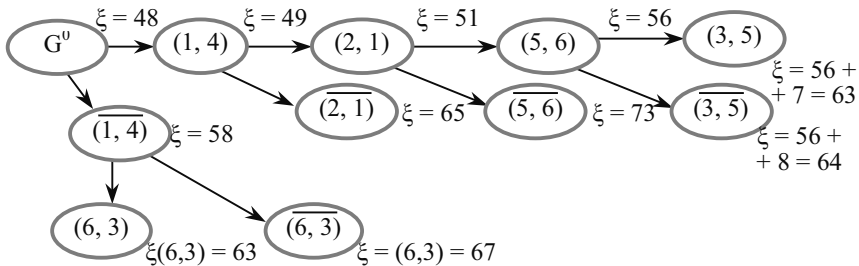 ξ = 48
ξ = 49
ξ = 51
ξ = 56
G⁰
(1, 4)
(2, 1)
(5, 6)
(3, 5)
ξ = 56 +
+ 7 = 63
(2, 1)
ξ = 65
(5, 6)
ξ = 73
(3, 5)
(1, 4)
ξ = 58
ξ = 56 +
+ 8 = 64
(6, 3)
ξ(6,3) = 63
(6, 3)
ξ = (6,3) = 67